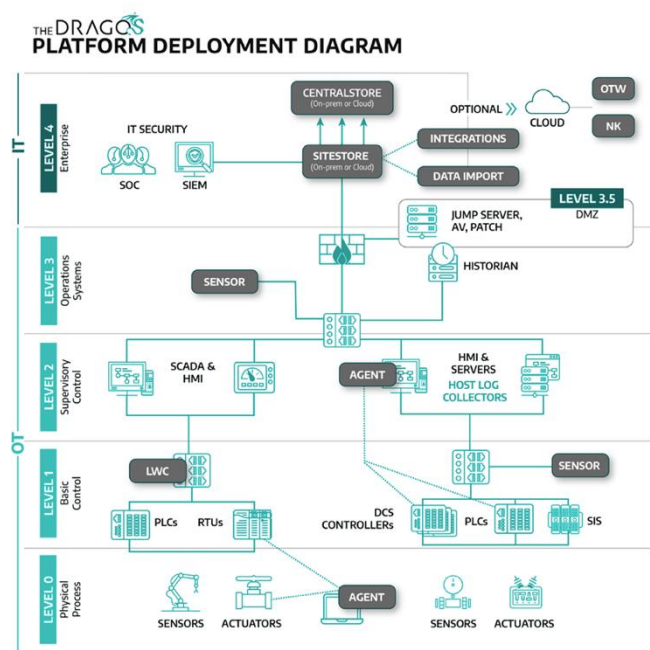 THE DRAGOS
PLATFORM DEPLOYMENT DIAGRAM
IT
LEVEL 4
Enterprise
IT SECURITY
SOC
SIEM
CENTRALSTORE
(On-prem or Cloud)
SITESTORE
(On-prem or Cloud)
INTEGRATIONS
DATA IMPORT
OPTIONAL
CLOUD
OTW
NK
LEVEL 3.5
DMZ
JUMP SERVER,
AV, PATCH
OT
LEVEL 3
Operations
Systems
SENSOR
HISTORIAN
LEVEL 2
Supervisory
Control
SCADA &
HMI
AGENT
HMI &
SERVERS
HOST LOG
COLLECTORS
LEVEL 1
Basic
Control
LWC
PLCs
RTUs
SENSOR
DCS
CONTROLLERs
PLCs
SIS
LEVEL 0
Physical
Process
SENSORS
ACTUATORS
AGENT
SENSORS
ACTUATORS